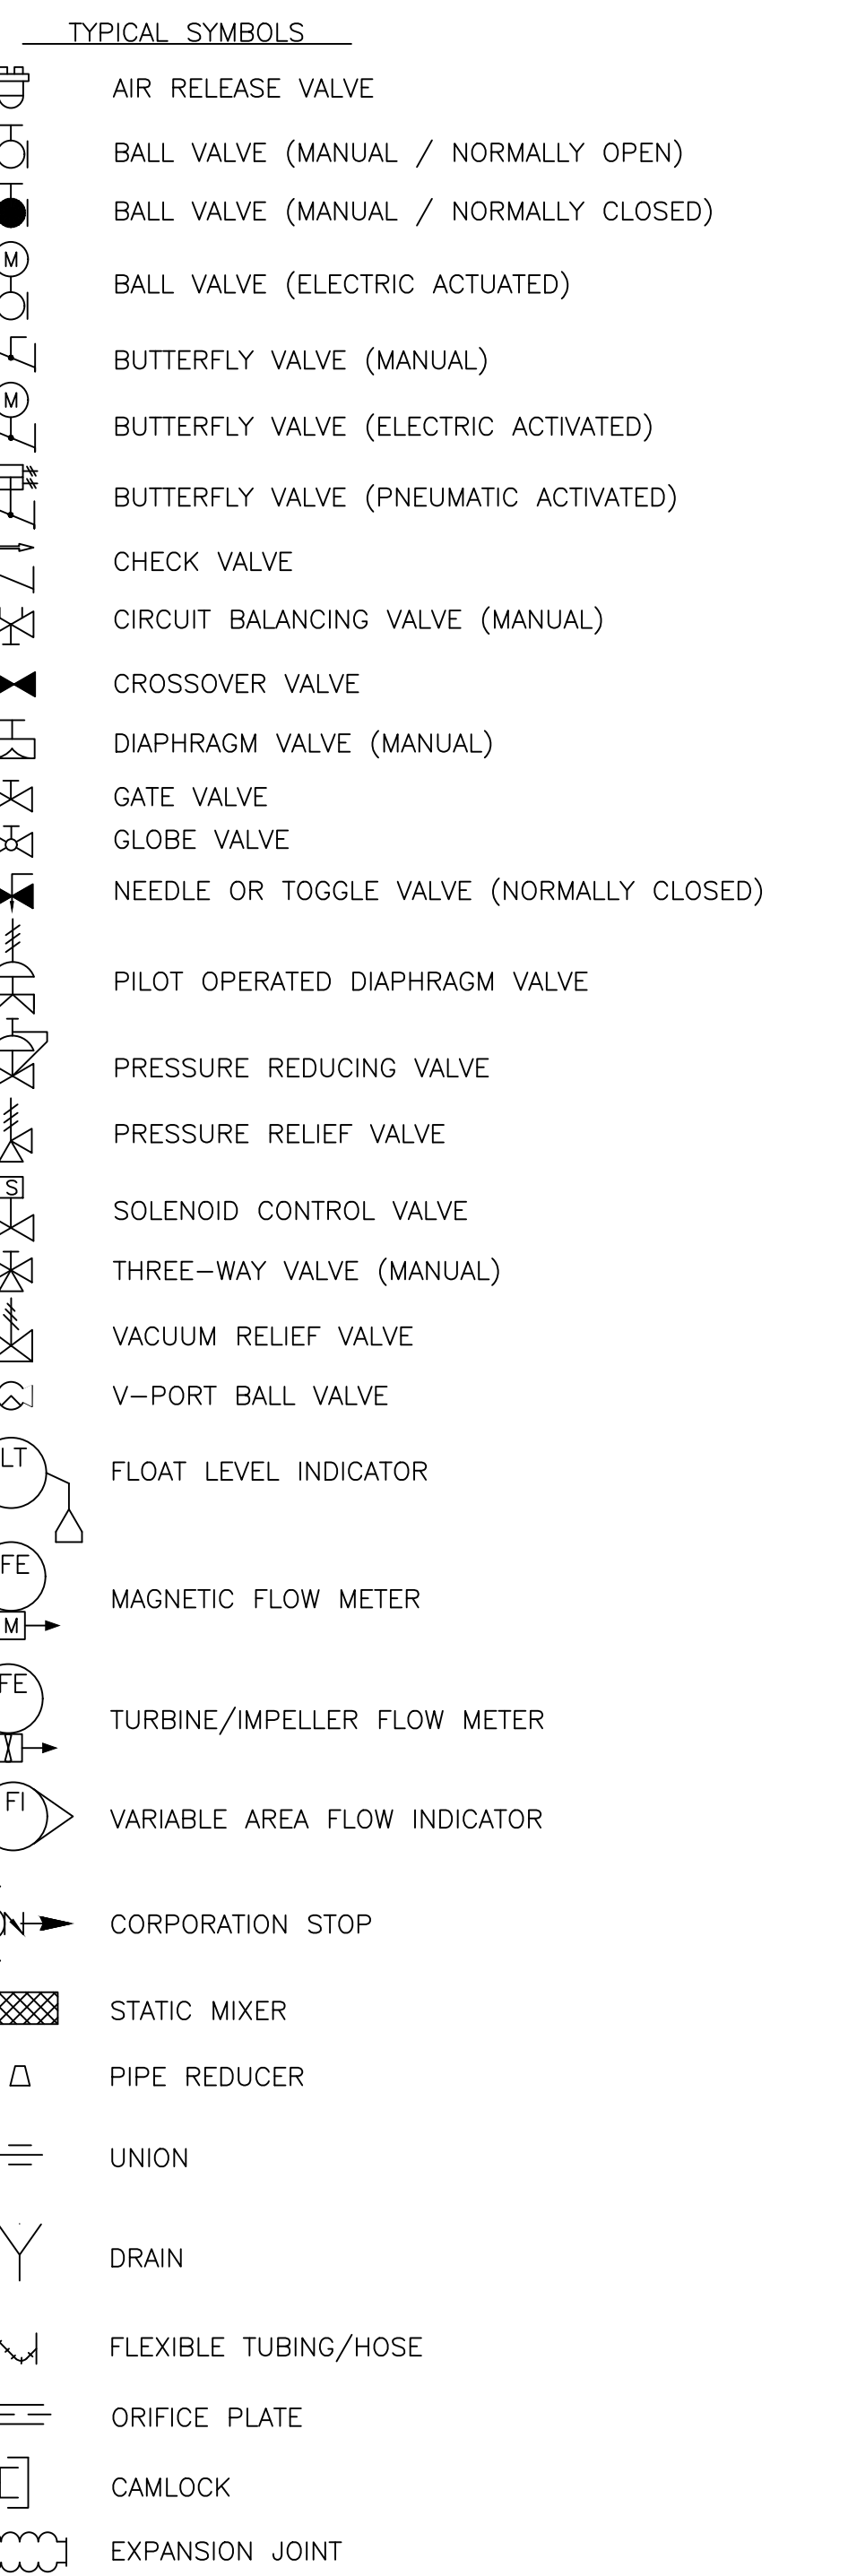 TYPICAL SYMBOLS
AIR RELEASE VALVE
BALL VALVE (MANUAL / NORMALLY OPEN)
BALL VALVE (MANUAL / NORMALLY CLOSED)
M
BALL VALVE (ELECTRIC ACTUATED)
BUTTERFLY VALVE (MANUAL)
M
BUTTERFLY VALVE (ELECTRIC ACTIVATED)
BUTTERFLY VALVE (PNEUMATIC ACTIVATED)
CHECK VALVE
CIRCUIT BALANCING VALVE (MANUAL)
CROSSOVER VALVE
DIAPHRAGM VALVE (MANUAL)
GATE VALVE
GLOBE VALVE
NEEDLE OR TOGGLE VALVE (NORMALLY CLOSED)
PILOT OPERATED DIAPHRAGM VALVE
PRESSURE REDUCING VALVE
PRESSURE RELIEF VALVE
S
SOLENOID CONTROL VALVE
THREE-WAY VALVE (MANUAL)
VACUUM RELIEF VALVE
V-PORT BALL VALVE
LT
FLOAT LEVEL INDICATOR
FE
MAGNETIC FLOW METER
M
FE
TURBINE/IMPELLER FLOW METER
FI
VARIABLE AREA FLOW INDICATOR
CORPORATION STOP
STATIC MIXER
PIPE REDUCER
UNION
DRAIN
FLEXIBLE TUBING/HOSE
ORIFICE PLATE
CAMLOCK
EXPANSION JOINT